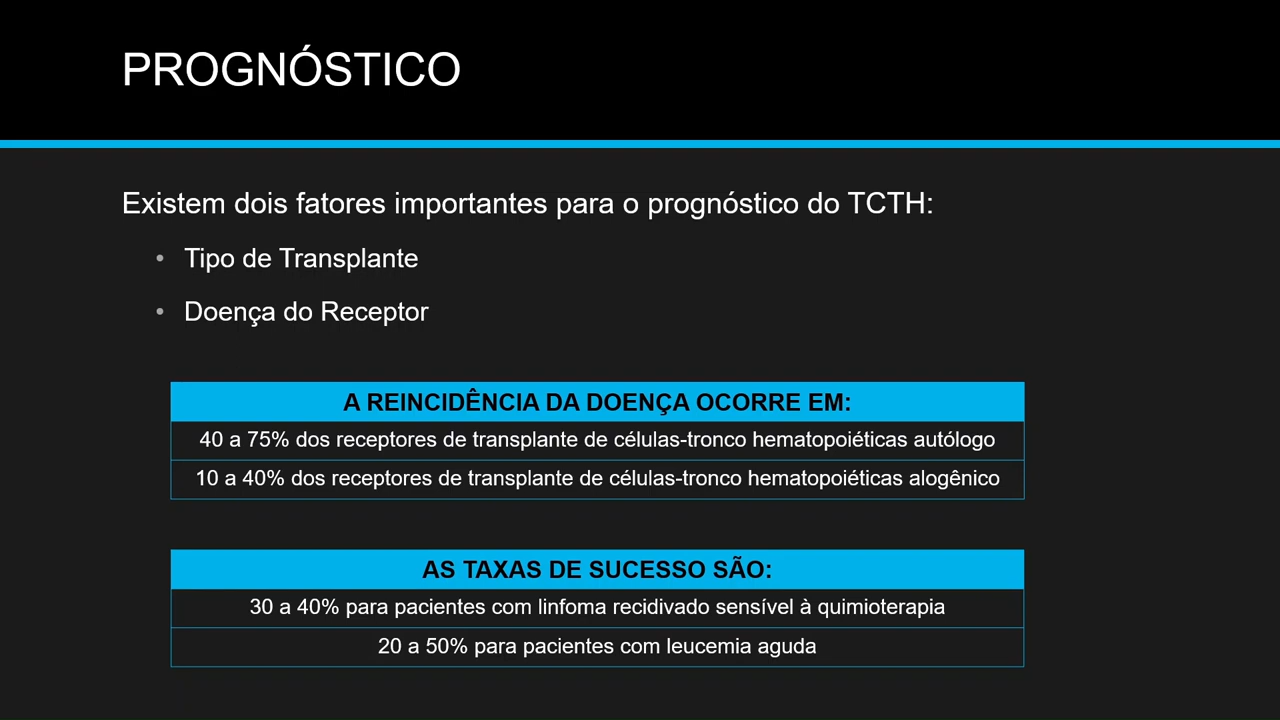 PROGNÓSTICO
Existem dois fatores importantes para o prognóstico do TCTH:
• Tipo de Transplante
• Doença do Receptor
A REINCIDÊNCIA DA DOENÇA OCORRE EM:
40 a 75% dos receptores de transplante de células-tronco hematopoiéticas autólogo
10 a 40% dos receptores de transplante de células-tronco hematopoiéticas alogênico
AS TAXAS DE SUCESSO SÃO:
30 a 40% para pacientes com linfoma recidivado sensível à quimioterapia
20 a 50% para pacientes com leucemia aguda